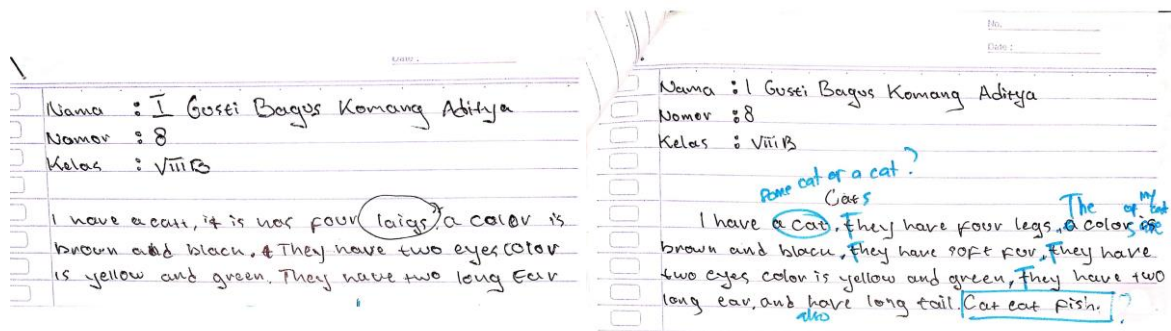 Date :
Nama : I Gusti Bagus Komang Aditya
Nomor : 8
Kelas : VIII B
I have a catt, it is has four laigs, a color is
brown and black. They have two eyes color
is yellow and green. They have two long Ear
No.
Date :
Nama : I Gusti Bagus Komang Aditya
Nomor : 8
Kelas : VIII B
some cat or a cat ?
Cats
The of my cat
I have a cat, They have four legs, a color is
brown and black, They have soft fur, They have
two eyes color is yellow and green, They have two
long ear, and have long tail. Cat eat fish. ?
also